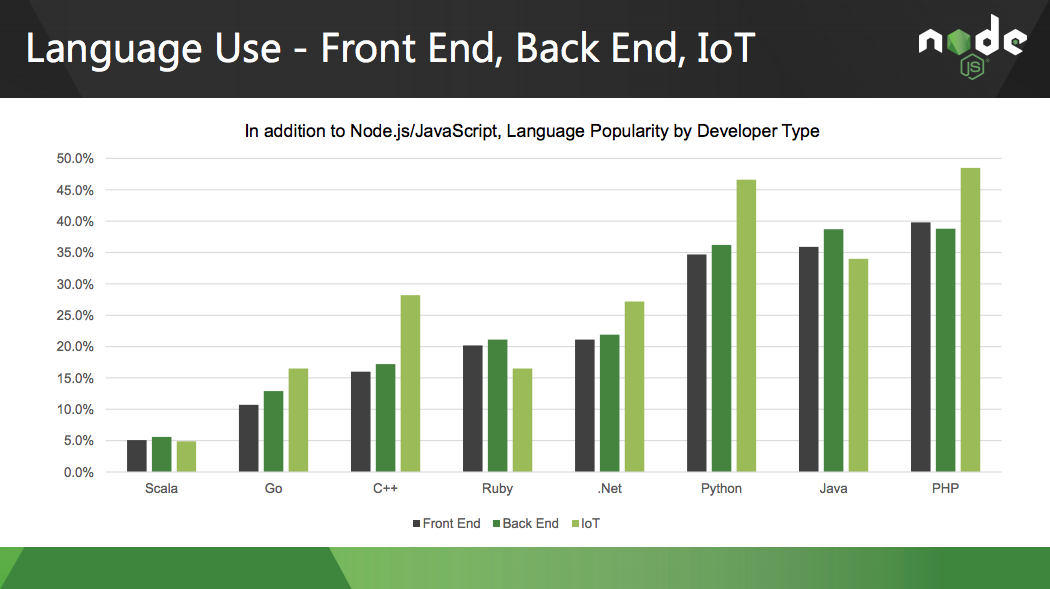 Language Use - Front End, Back End, IoT
node
JS
In addition to Node.js/JavaScript, Language Popularity by Developer Type
50.0%
45.0%
40.0%
35.0%
30.0%
25.0%
20.0%
15.0%
10.0%
5.0%
0.0%
Scala Go C++ Ruby .Net Python Java PHP
Front End Back End IoT